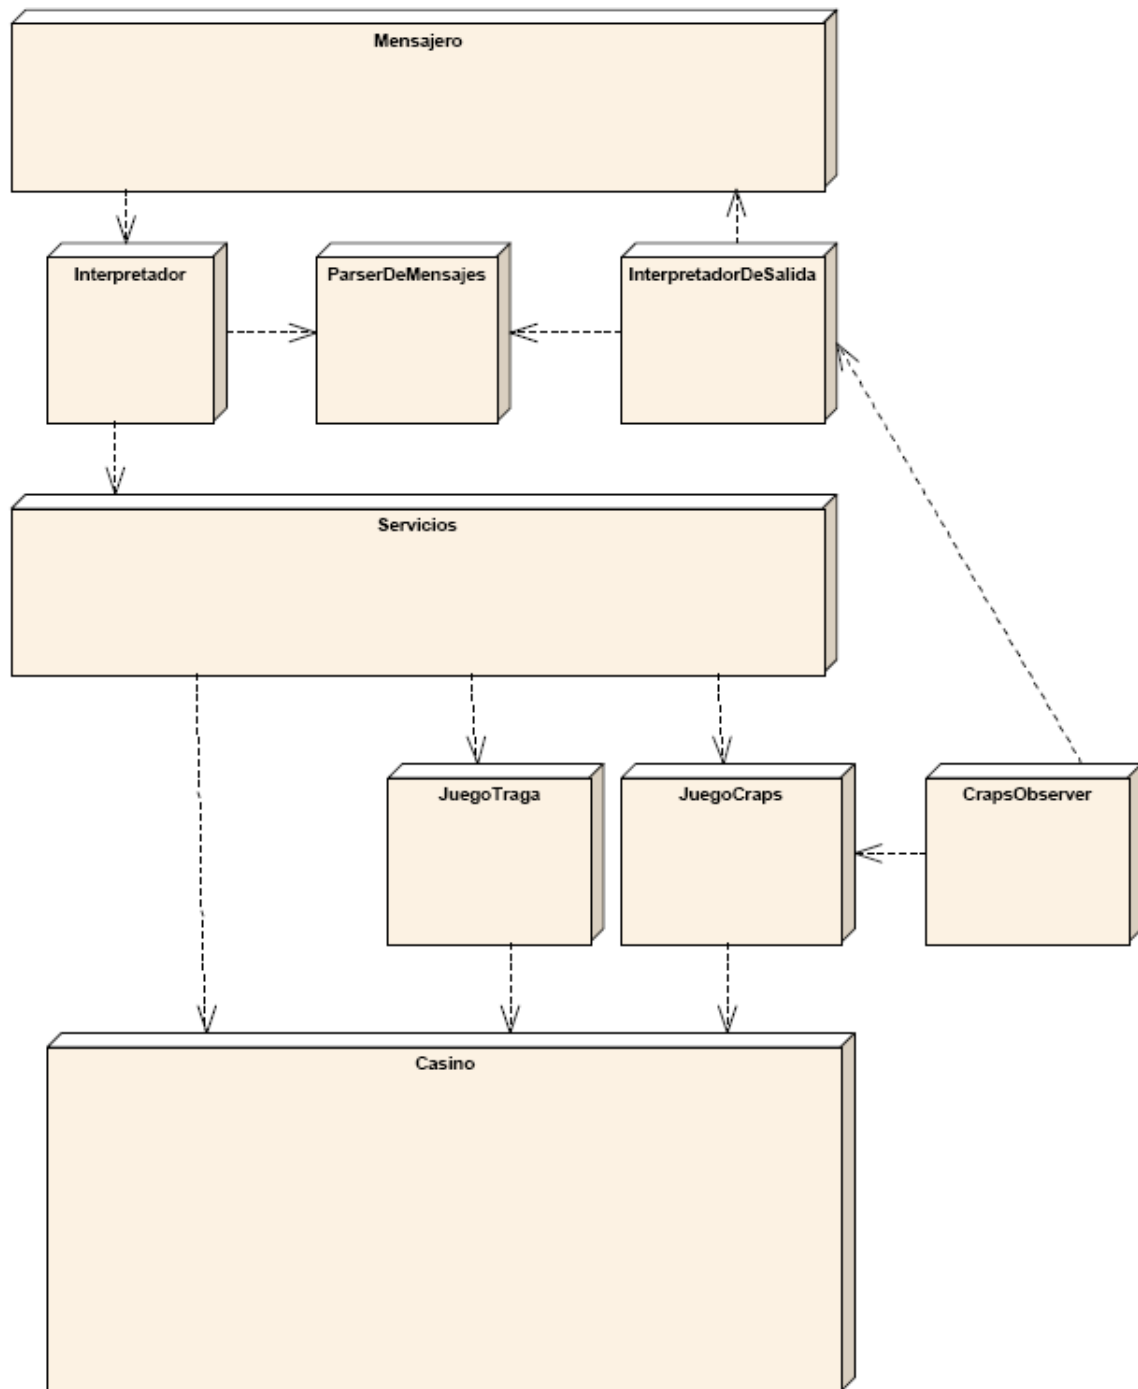 Mensajero
Interpretador
ParserDeMensajes
InterpretadorDeSalida
Servicios
JuegoTraga
JuegoCraps
CrapsObserver
Casino